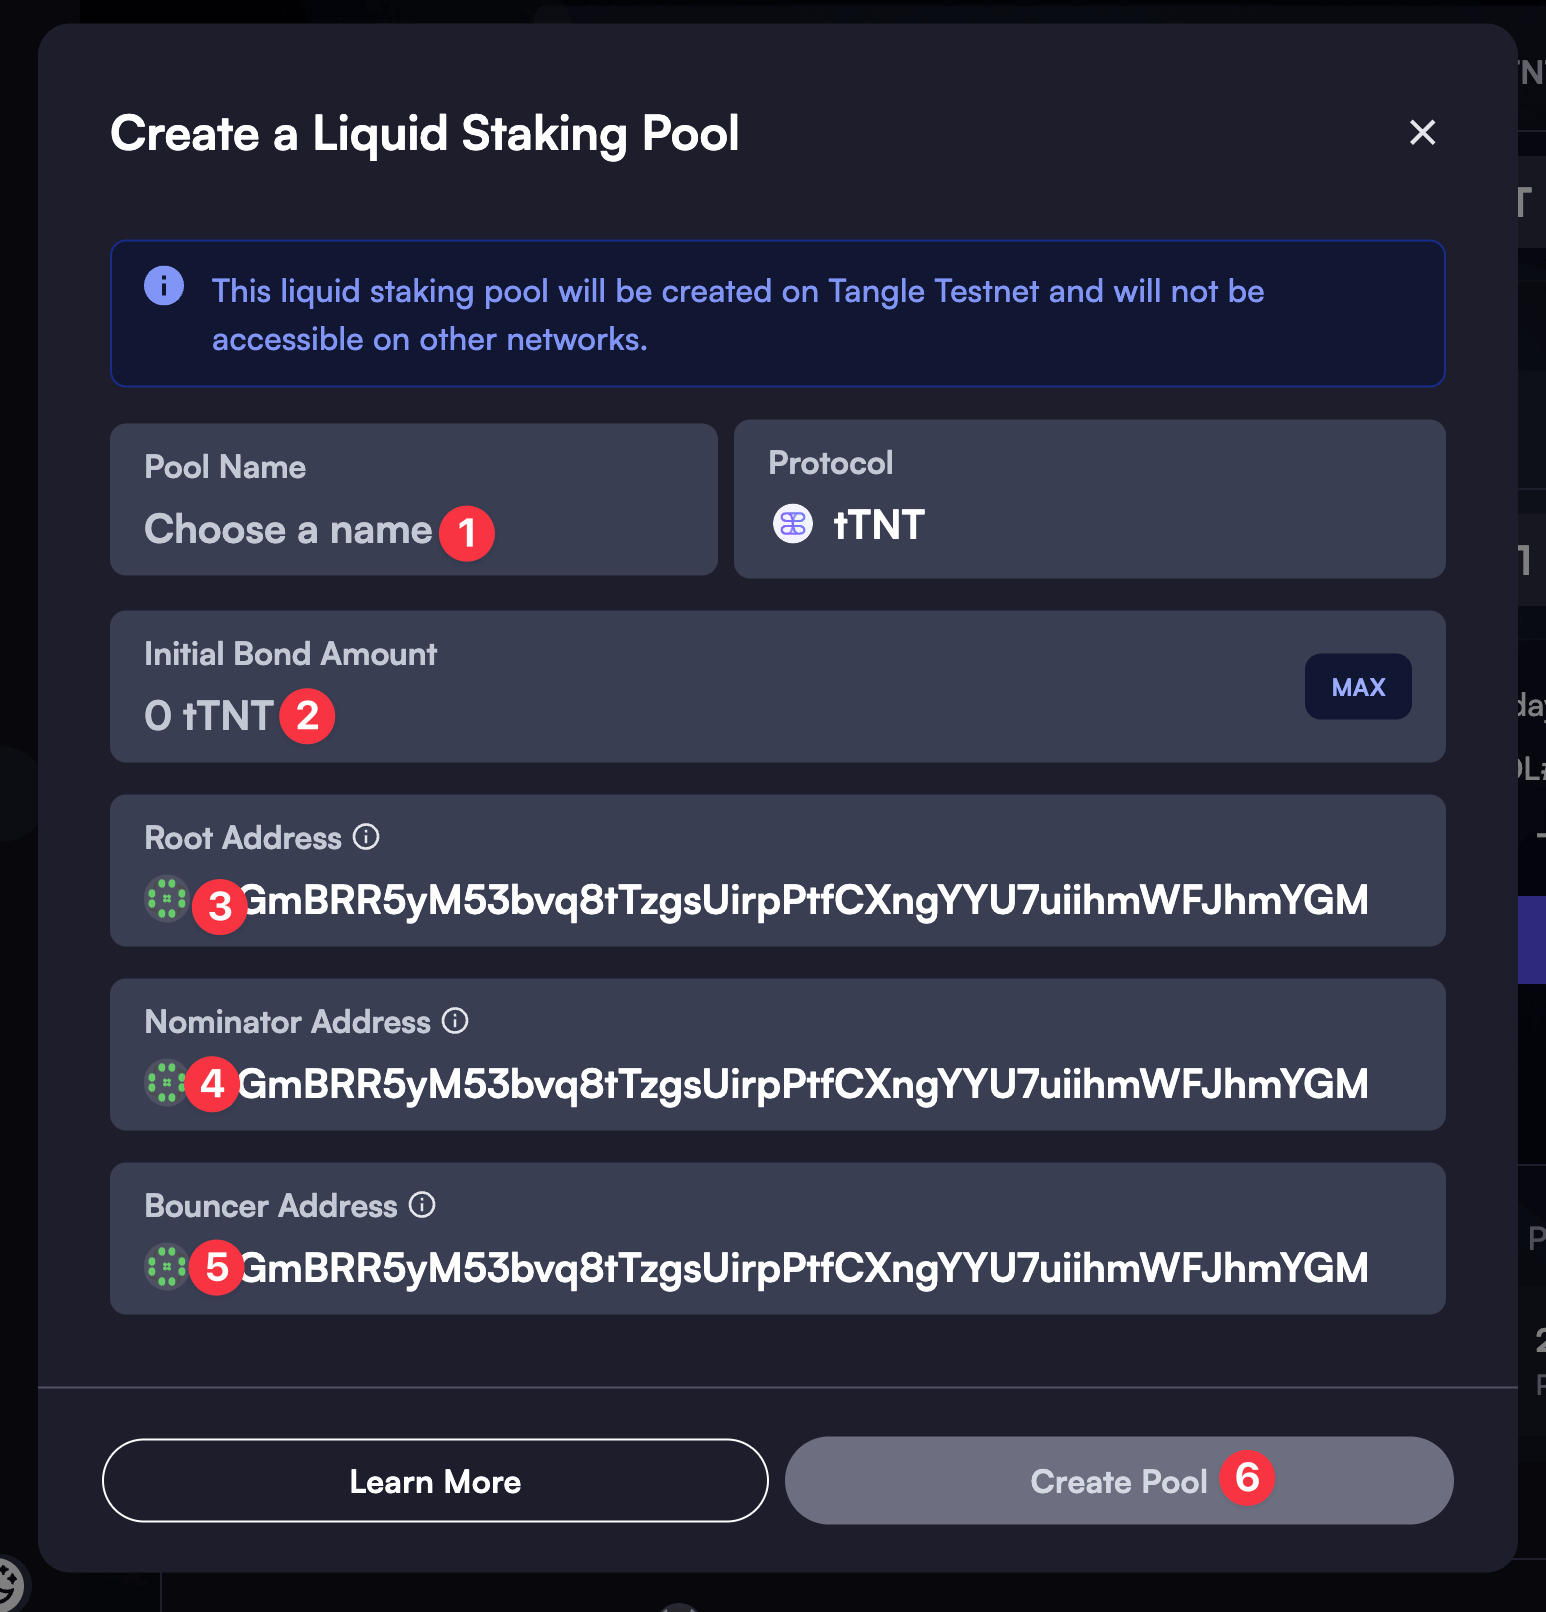 Create a Liquid Staking Pool
This liquid staking pool will be created on Tangle Testnet and will not be
accessible on other networks.
Pool Name
Choose a name 1
Protocol
tTNT
Initial Bond Amount
0 tTNT 2
MAX
Root Address
3 GmBRR5yM53bvq8tTzgsUirpPtfCXngYYU7uiihmWFJhmYGM
Nominator Address
4 GmBRR5yM53bvq8tTzgsUirpPtfCXngYYU7uiihmWFJhmYGM
Bouncer Address
5 GmBRR5yM53bvq8tTzgsUirpPtfCXngYYU7uiihmWFJhmYGM
Learn More
Create Pool 6